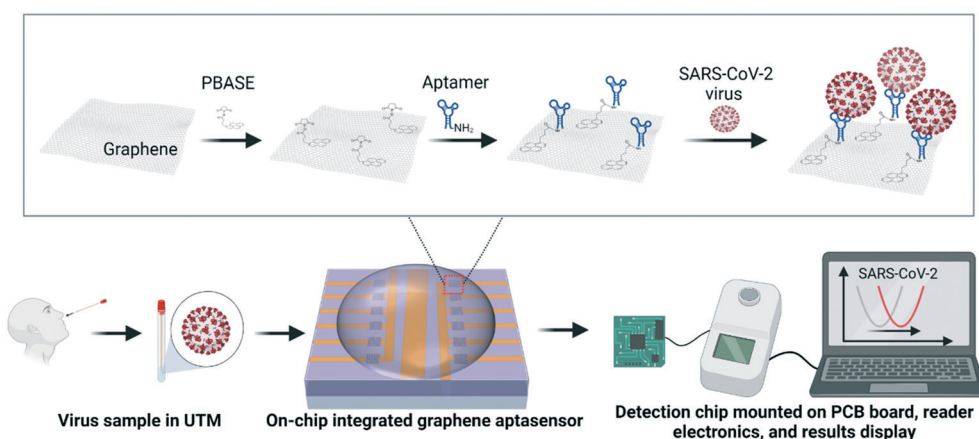 PBASE
Aptamer
SARS-CoV-2
virus
Graphene
NH₂
SARS-CoV-2
Virus sample in UTM
On-chip integrated graphene aptasensor
Detection chip mounted on PCB board, reader
electronics, and results display